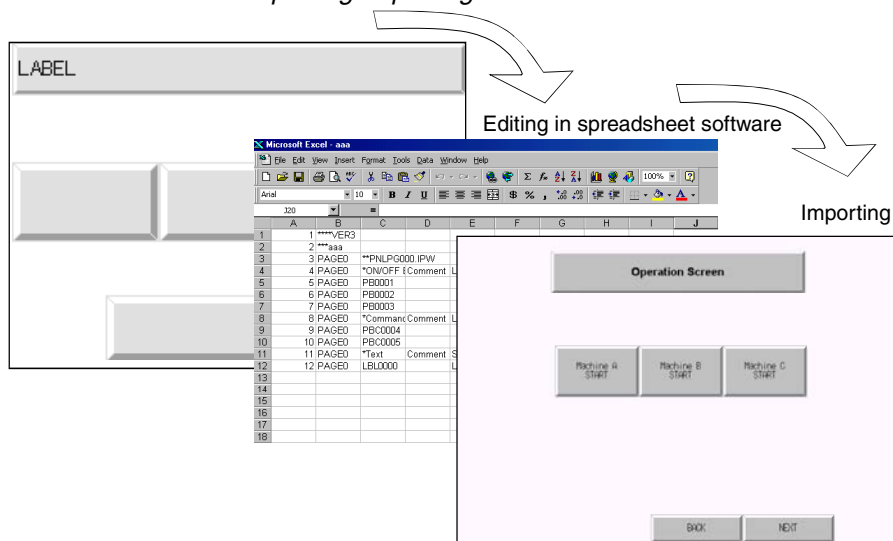 LABEL
Editing in spreadsheet software
Importing
Microsoft Excel - aaa
File Edit View Insert Format Tools Data Window Help
100%
Arial 10 B I U $ % ,
J20 =
A B C D E F G H I J
1 1 ****VER3
2 2 ***aaa
3 3 PAGE0 **PNLPG000.IPW
4 4 PAGE0 *ON/OFF Comment L
5 5 PAGE0 PB0001
6 6 PAGE0 PB0002
7 7 PAGE0 PB0003
8 8 PAGE0 *Command Comment L
9 9 PAGE0 PBC0004
10 10 PAGE0 PBC0005
11 11 PAGE0 *Text Comment S
12 12 PAGE0 LBL0000 L
13
14
15
16
17
18
Operation Screen
Machine A START
Machine B START
Machine C START
BACK NEXT